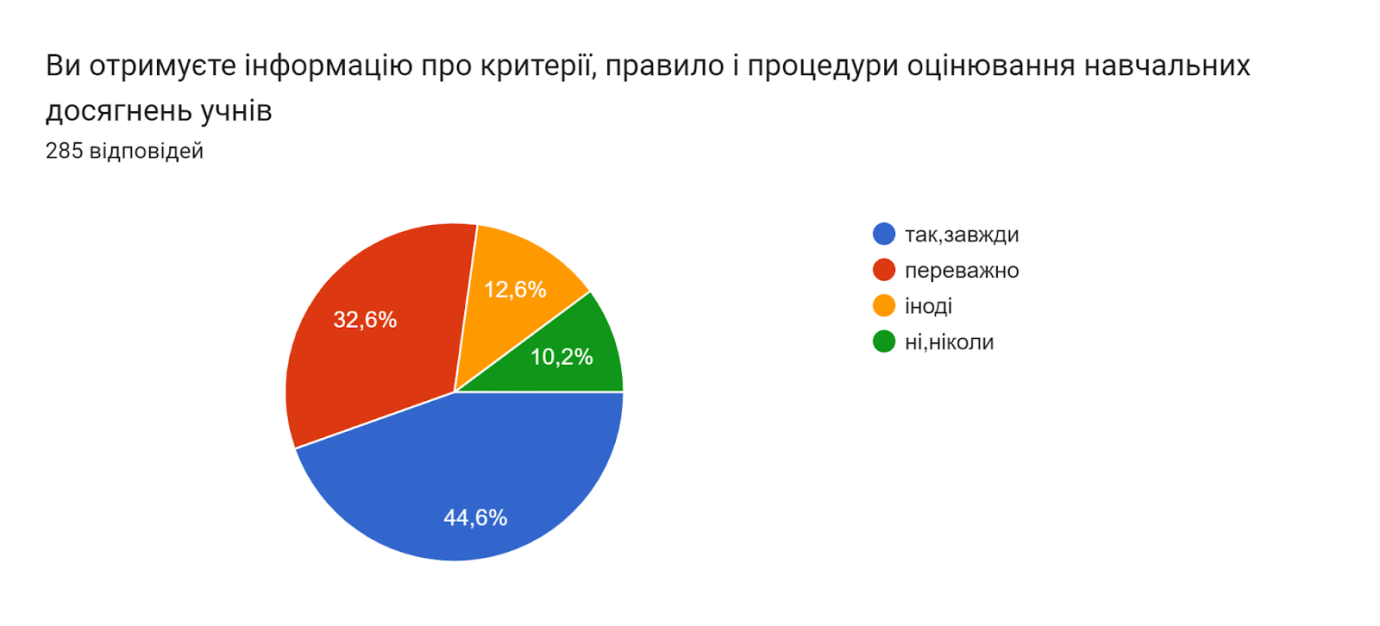 Ви отримуєте інформацію про критерії, правило і процедури оцінювання навчальних
досягнень учнів
285 відповідей
так,завжди
переважно
іноді
ні,ніколи
12,6%
32,6%
10,2%
44,6%